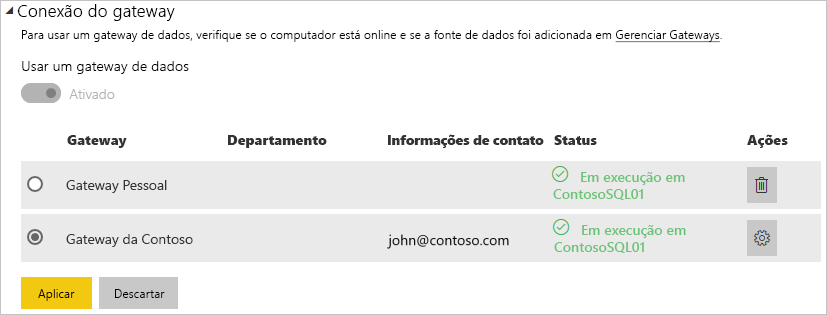 Conexão do gateway
Para usar um gateway de dados, verifique se o computador está online e se a fonte de dados foi adicionada em Gerenciar Gateways.
Usar um gateway de dados
Ativado
Gateway Departamento Informações de contato Status Ações
Gateway Pessoal Em execução em
ContosoSQL01
Gateway da Contoso john@contoso.com Em execução em
ContosoSQL01
Aplicar Descartar